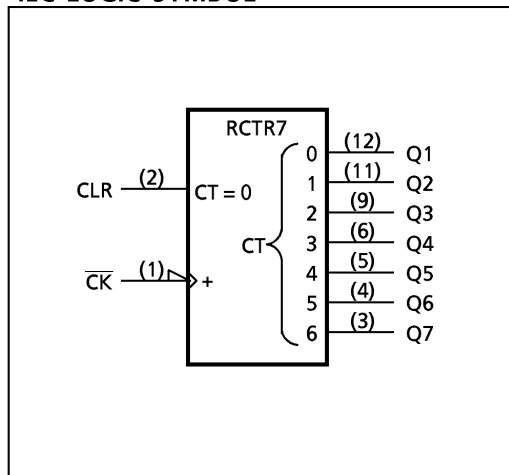 IEC LOGIC SYMBOL
RCTR7
CLR (2) CT = 0
CK (1) +
CT
0 (12) Q1
1 (11) Q2
2 (9) Q3
3 (6) Q4
4 (5) Q5
5 (4) Q6
6 (3) Q7